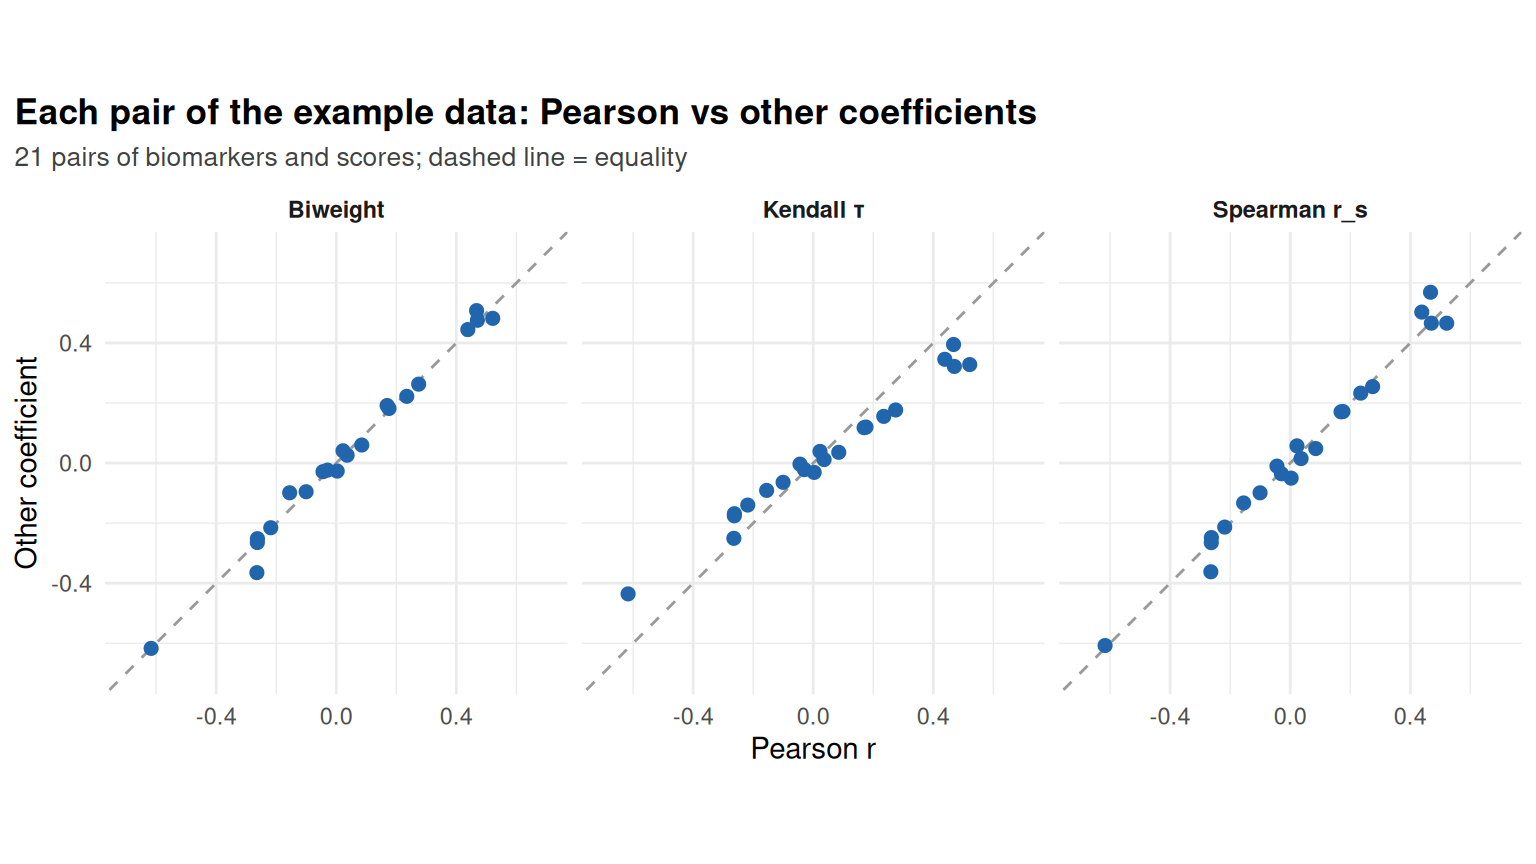 Each pair of the example data: Pearson vs other coefficients
21 pairs of biomarkers and scores; dashed line = equality
Biweight
Kendall τ
Spearman r_s
Other coefficient
0.4
0.0
-0.4
-0.4 0.0 0.4
-0.4 0.0 0.4
-0.4 0.0 0.4
Pearson r